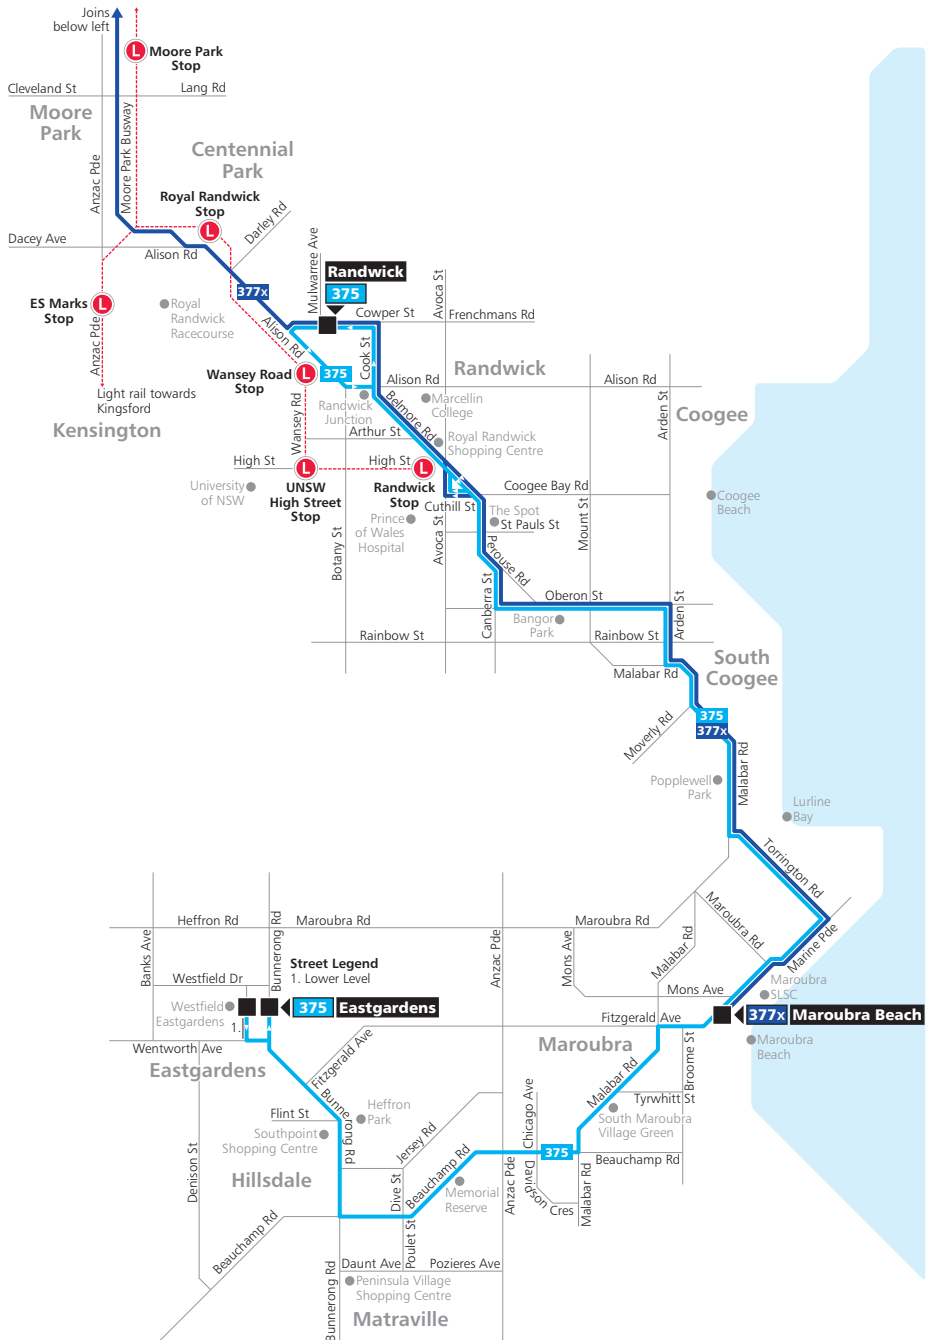 Joins
below left
Moore Park
Stop
Cleveland St
Lang Rd
Moore
Park
Moore Park Busway
Anzac Pde
Centennial
Park
Royal Randwick
Stop
Darley Rd
Dacey Ave
Alison Rd
Mulwarree Ave
Randwick
375
Avoca St
377x
ES Marks
Stop
Royal
Randwick
Racecourse
Cowper St
Frenchmans Rd
Anzac Pde
Alison Rd
Cook St
Randwick
Wansey Road
Stop
375
Alison Rd
Alison Rd
Light rail towards
Kingsford
Kensington
Randwick
Junction
Belmore Rd
Marcellin
College
Arden St
Coogee
Wansey Rd
Arthur St
Royal Randwick
Shopping Centre
High St
High St
University
of NSW
UNSW
High Street
Stop
Randwick
Stop
Coogee Bay Rd
Coogee
Beach
Cuthill St
The Spot
St Pauls St
Mount St
Prince
of Wales
Hospital
Botany St
Avoca St
Perouse Rd
Canberra St
Oberon St
Bangor
Park
Arden St
Rainbow St
Rainbow St
Malabar Rd
South
Coogee
375
377x
Moverly Rd
Malabar Rd
Popplewell
Park
Lurline
Bay
Torrington Rd
Heffron Rd
Bunnerong Rd
Maroubra Rd
Anzac Pde
Maroubra Rd
Maroubra Rd
Marine Pde
Banks Ave
Mons Ave
Malabar Rd
Street Legend
1. Lower Level
Westfield Dr
Mons Ave
Maroubra
SLSC
Westfield
Eastgardens
375
Eastgardens
1.
Fitzgerald Ave
377x
Maroubra Beach
Wentworth Ave
Fitzgerald Ave
Maroubra
Broome St
Maroubra
Beach
Eastgardens
Malabar Rd
Tyrwhitt St
Bunnerong Rd
Heffron
Park
Chicago Ave
South Maroubra
Village Green
Flint St
Southpoint
Shopping Centre
Jersey Rd
375
Beauchamp Rd
Denison St
Hillsdale
Dive St
Beauchamp Rd
Memorial
Reserve
Anzac Pde
Davidson
Cres
Malabar Rd
Beauchamp Rd
Poulet St
Bunnerong Rd
Daunt Ave
Pozieres Ave
Peninsula Village
Shopping Centre
Matraville